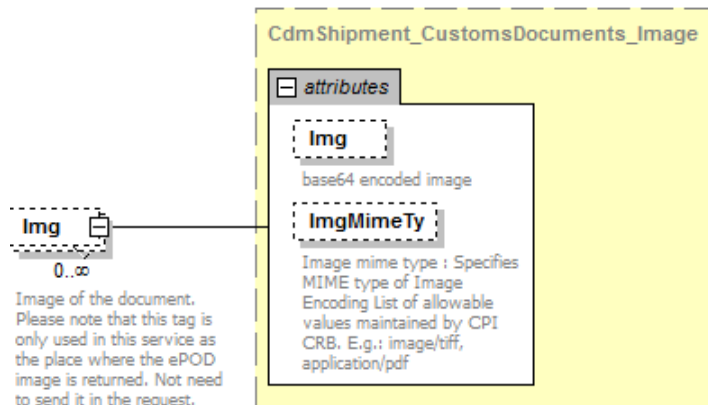 CdmShipment_CustomsDocuments_Image
attributes
Img
base64 encoded image
ImgMimeTy
Image mime type : Specifies
MIME type of Image
Encoding List of allowable
values maintained by CPI
CRB. E.g.: image/tiff,
application/pdf
Img
0..∞
Image of the document.
Please note that this tag is
only used in this service as
the place where the ePOD
image is returned. Not need
to send it in the request.